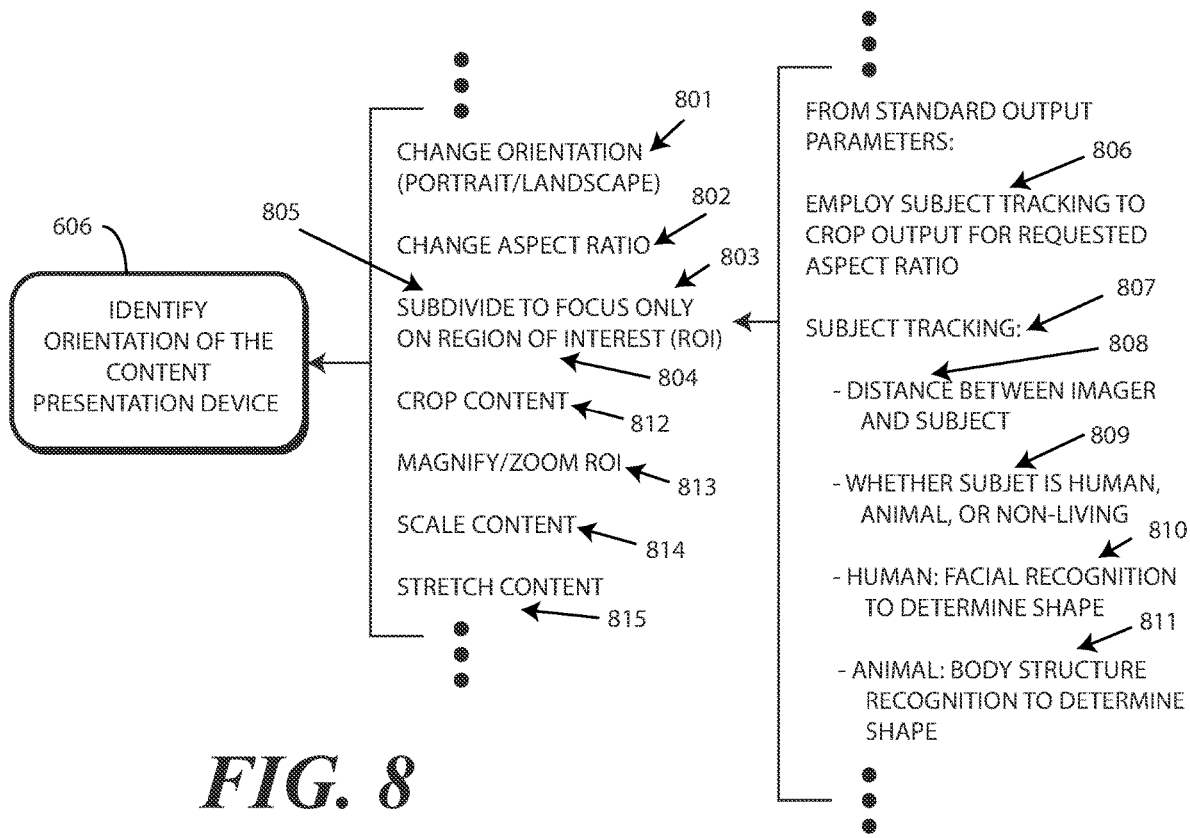 606
IDENTIFY
ORIENTATION OF THE
CONTENT
PRESENTATION DEVICE
801
CHANGE ORIENTATION
(PORTRAIT/LANDSCAPE)
802
CHANGE ASPECT RATIO
805
803
SUBDIVIDE TO FOCUS ONLY
ON REGION OF INTEREST (ROI)
804
CROP CONTENT
812
MAGNIFY/ZOOM ROI
813
SCALE CONTENT
814
STRETCH CONTENT
815
FROM STANDARD OUTPUT
PARAMETERS:
806
EMPLOY SUBJECT TRACKING TO
CROP OUTPUT FOR REQUESTED
ASPECT RATIO
807
SUBJECT TRACKING:
808
- DISTANCE BETWEEN IMAGER
AND SUBJECT
809
- WHETHER SUBJET IS HUMAN,
ANIMAL, OR NON-LIVING
810
- HUMAN: FACIAL RECOGNITION
TO DETERMINE SHAPE
811
- ANIMAL: BODY STRUCTURE
RECOGNITION TO DETERMINE
SHAPE
FIG. 8